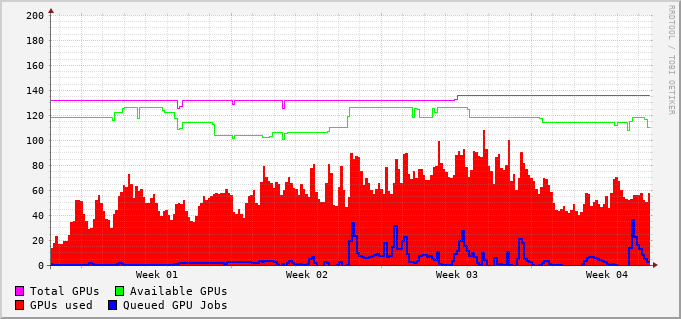 200
180
160
140
120
100
80
60
40
20
0
Week 01 Week 02 Week 03 Week 04
Total GPUs Available GPUs
GPUs used Queued GPU Jobs
RRDTOOL / TOBI OETIKER